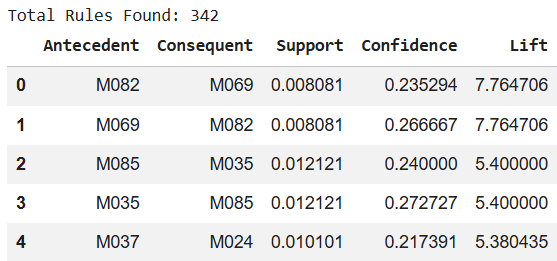 Total Rules Found: 342
Antecedent Consequent Support Confidence Lift
0 M082 M069 0.008081 0.235294 7.764706
1 M069 M082 0.008081 0.266667 7.764706
2 M085 M035 0.012121 0.240000 5.400000
3 M035 M085 0.012121 0.272727 5.400000
4 M037 M024 0.010101 0.217391 5.380435